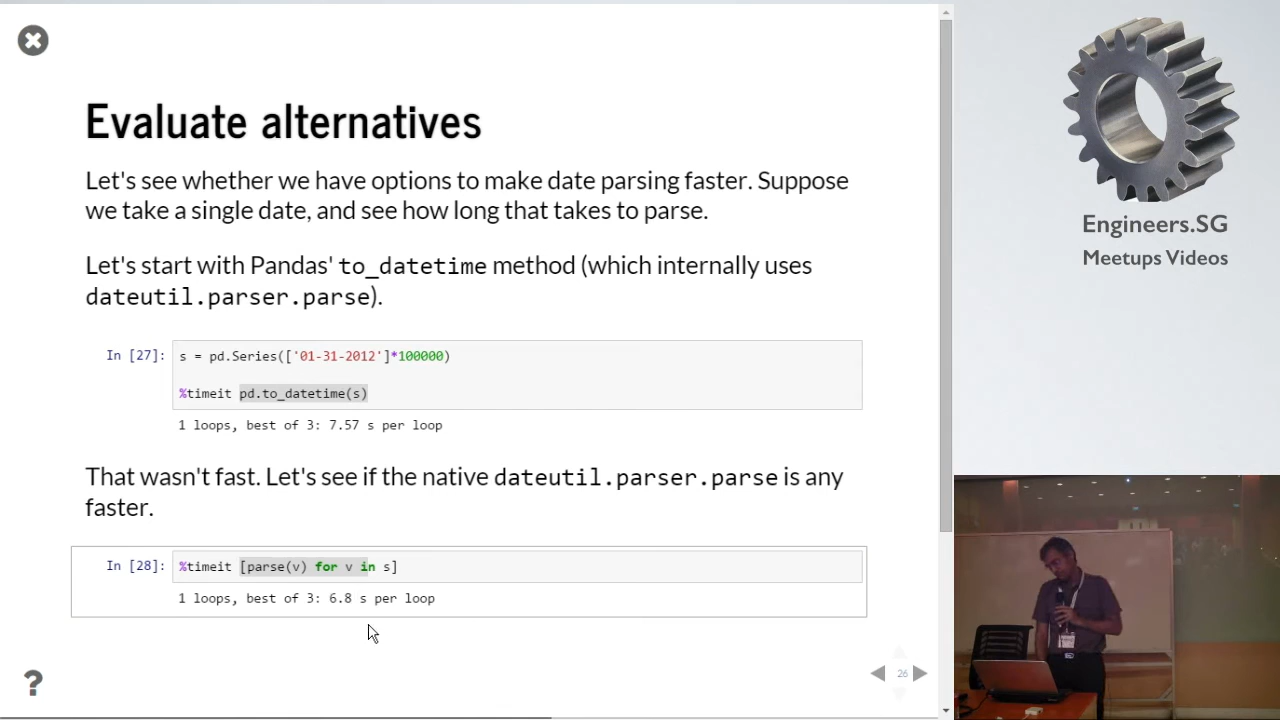 Evaluate alternatives
Let's see whether we have options to make date parsing faster. Suppose
we take a single date, and see how long that takes to parse.
Let's start with Pandas' to_datetime method (which internally uses
dateutil.parser.parse).
In [27]:
s = pd.Series(['01-31-2012']*100000)
%timeit pd.to_datetime(s)
1 loops, best of 3: 7.57 s per loop
That wasn't fast. Let's see if the native dateutil.parser.parse is any
faster.
In [28]:
%timeit [parse(v) for v in s]
1 loops, best of 3: 6.8 s per loop
?
26
Engineers.SG
Meetups Videos